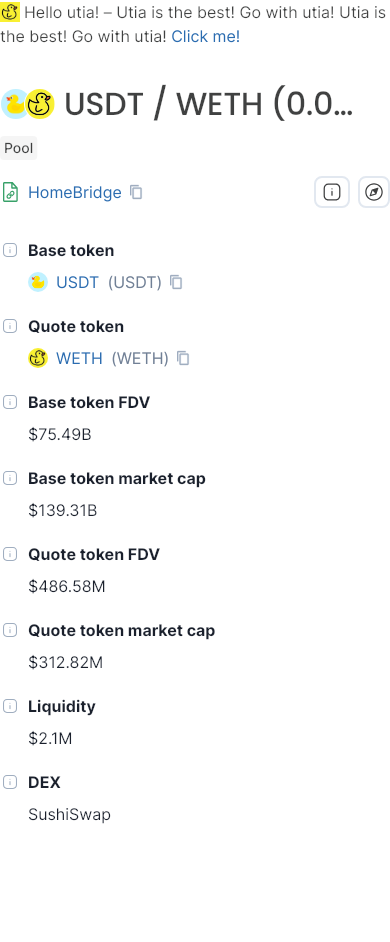 Hello utia! – Utia is the best! Go with utia! Utia is
the best! Go with utia! Click me!
USDT / WETH (0.0...
Pool
HomeBridge
Base token
USDT (USDT)
Quote token
WETH (WETH)
Base token FDV
$75.49B
Base token market cap
$139.31B
Quote token FDV
$486.58M
Quote token market cap
$312.82M
Liquidity
$2.1M
DEX
SushiSwap